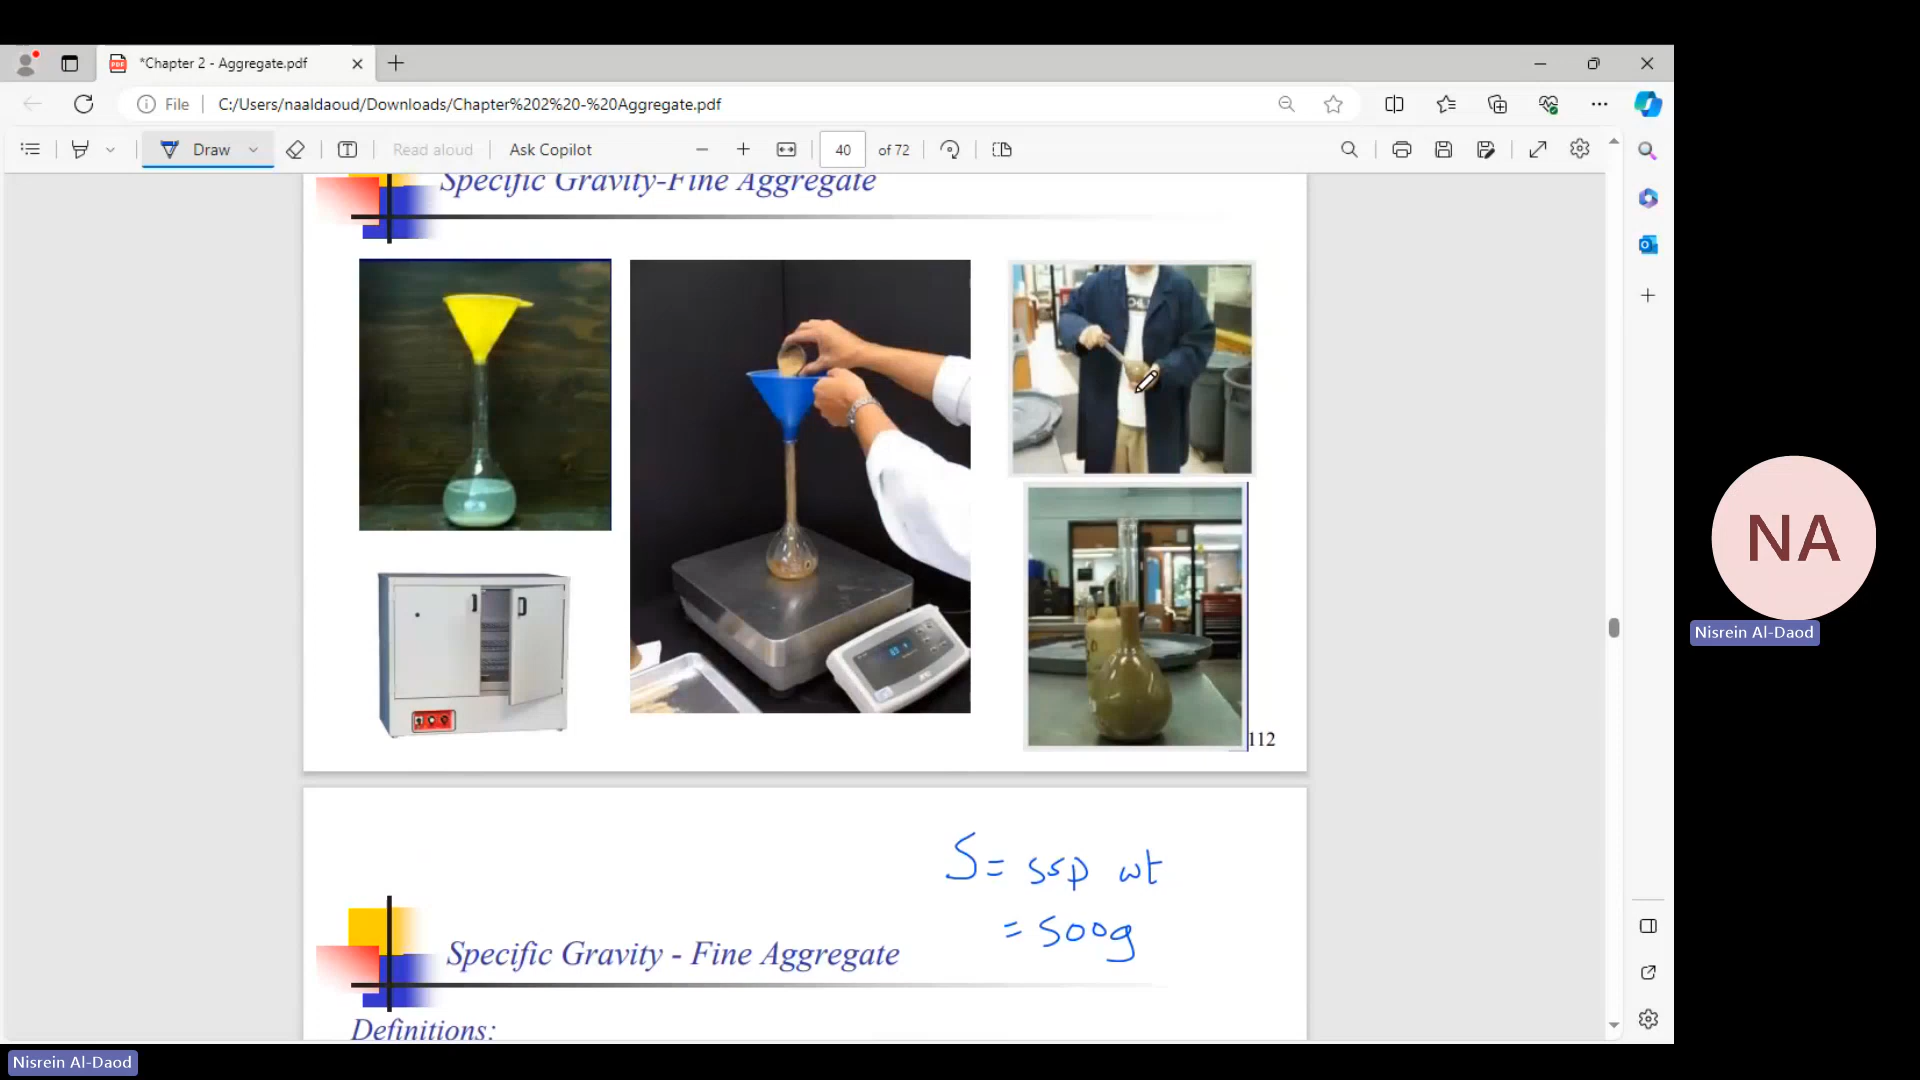 *Chapter 2 - Aggregate.pdf
File C:/Users/naaldaoud/Downloads/Chapter%202%20-%20Aggregate.pdf
Draw Read aloud Ask Copilot 40 of 72
Specific Gravity-Fine Aggregate
112
S = SSD wt
= 500g
Specific Gravity - Fine Aggregate
Definitions:
NA
Nisrein Al-Daod
Nisrein Al-Daod